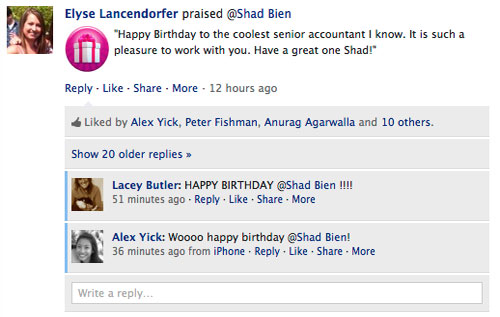 Elyse Lancendorfer praised @Shad Bien
"Happy Birthday to the coolest senior accountant I know. It is such a
pleasure to work with you. Have a great one Shad!"
Reply · Like · Share · More · 12 hours ago
Liked by Alex Yick, Peter Fishman, Anurag Agarwalla and 10 others.
Show 20 older replies »
Lacey Butler: HAPPY BIRTHDAY @Shad Bien !!!!
51 minutes ago · Reply · Like · Share · More
Alex Yick: Woooo happy birthday @Shad Bien!
36 minutes ago from iPhone · Reply · Like · Share · More
Write a reply...